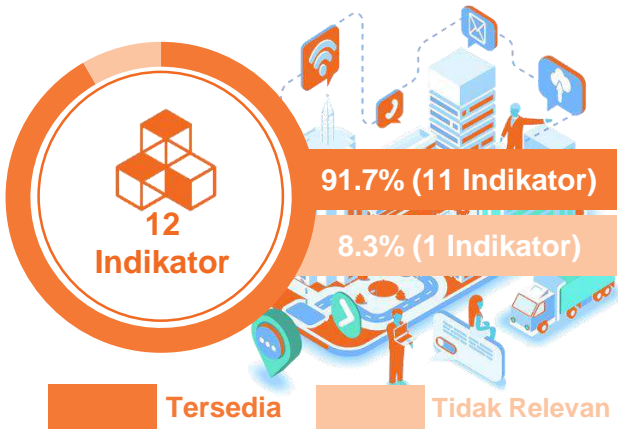 12
Indikator
91.7% (11 Indikator)
8.3% (1 Indikator)
Tersedia
Tidak Relevan